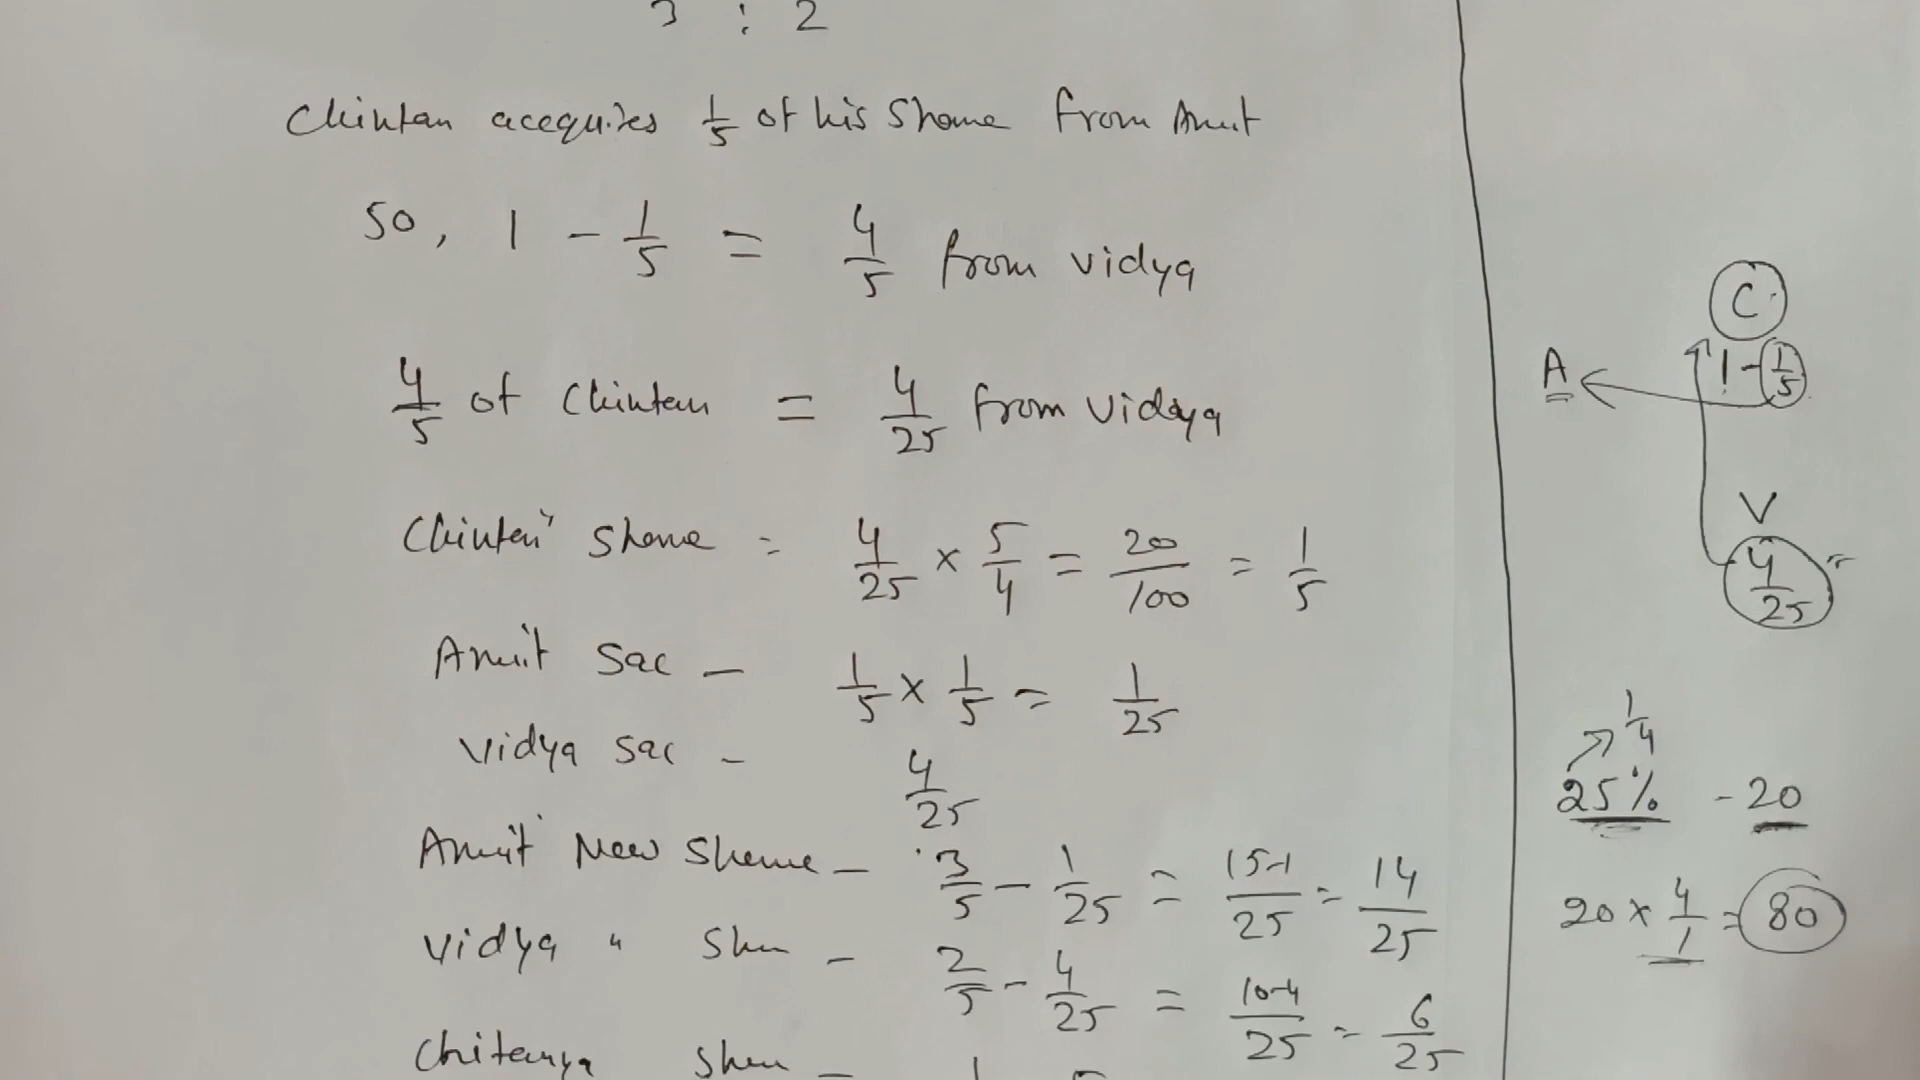 3 : 2
Chintan acequires 1/5 of his Share from Amit
So, 1 - 1/5 = 4/5 from vidya
4/5 of Chintan = 4/25 from Vidya
Chintan' Share = 4/25 × 5/4 = 20/100 = 1/5
Amit Sac - 1/5 × 1/5 = 1/25
Vidya Sac - 4/25
Amit New Share - 3/5 - 1/25 = 15-1/25 = 14/25
Vidya " Sha - 2/5 - 4/25 = 10-4/25 = 6/25
Chitanya Sha - 1
C
A 1 - 1/5
V
4/25
1/4
25% - 20
20 × 4/1 = 80